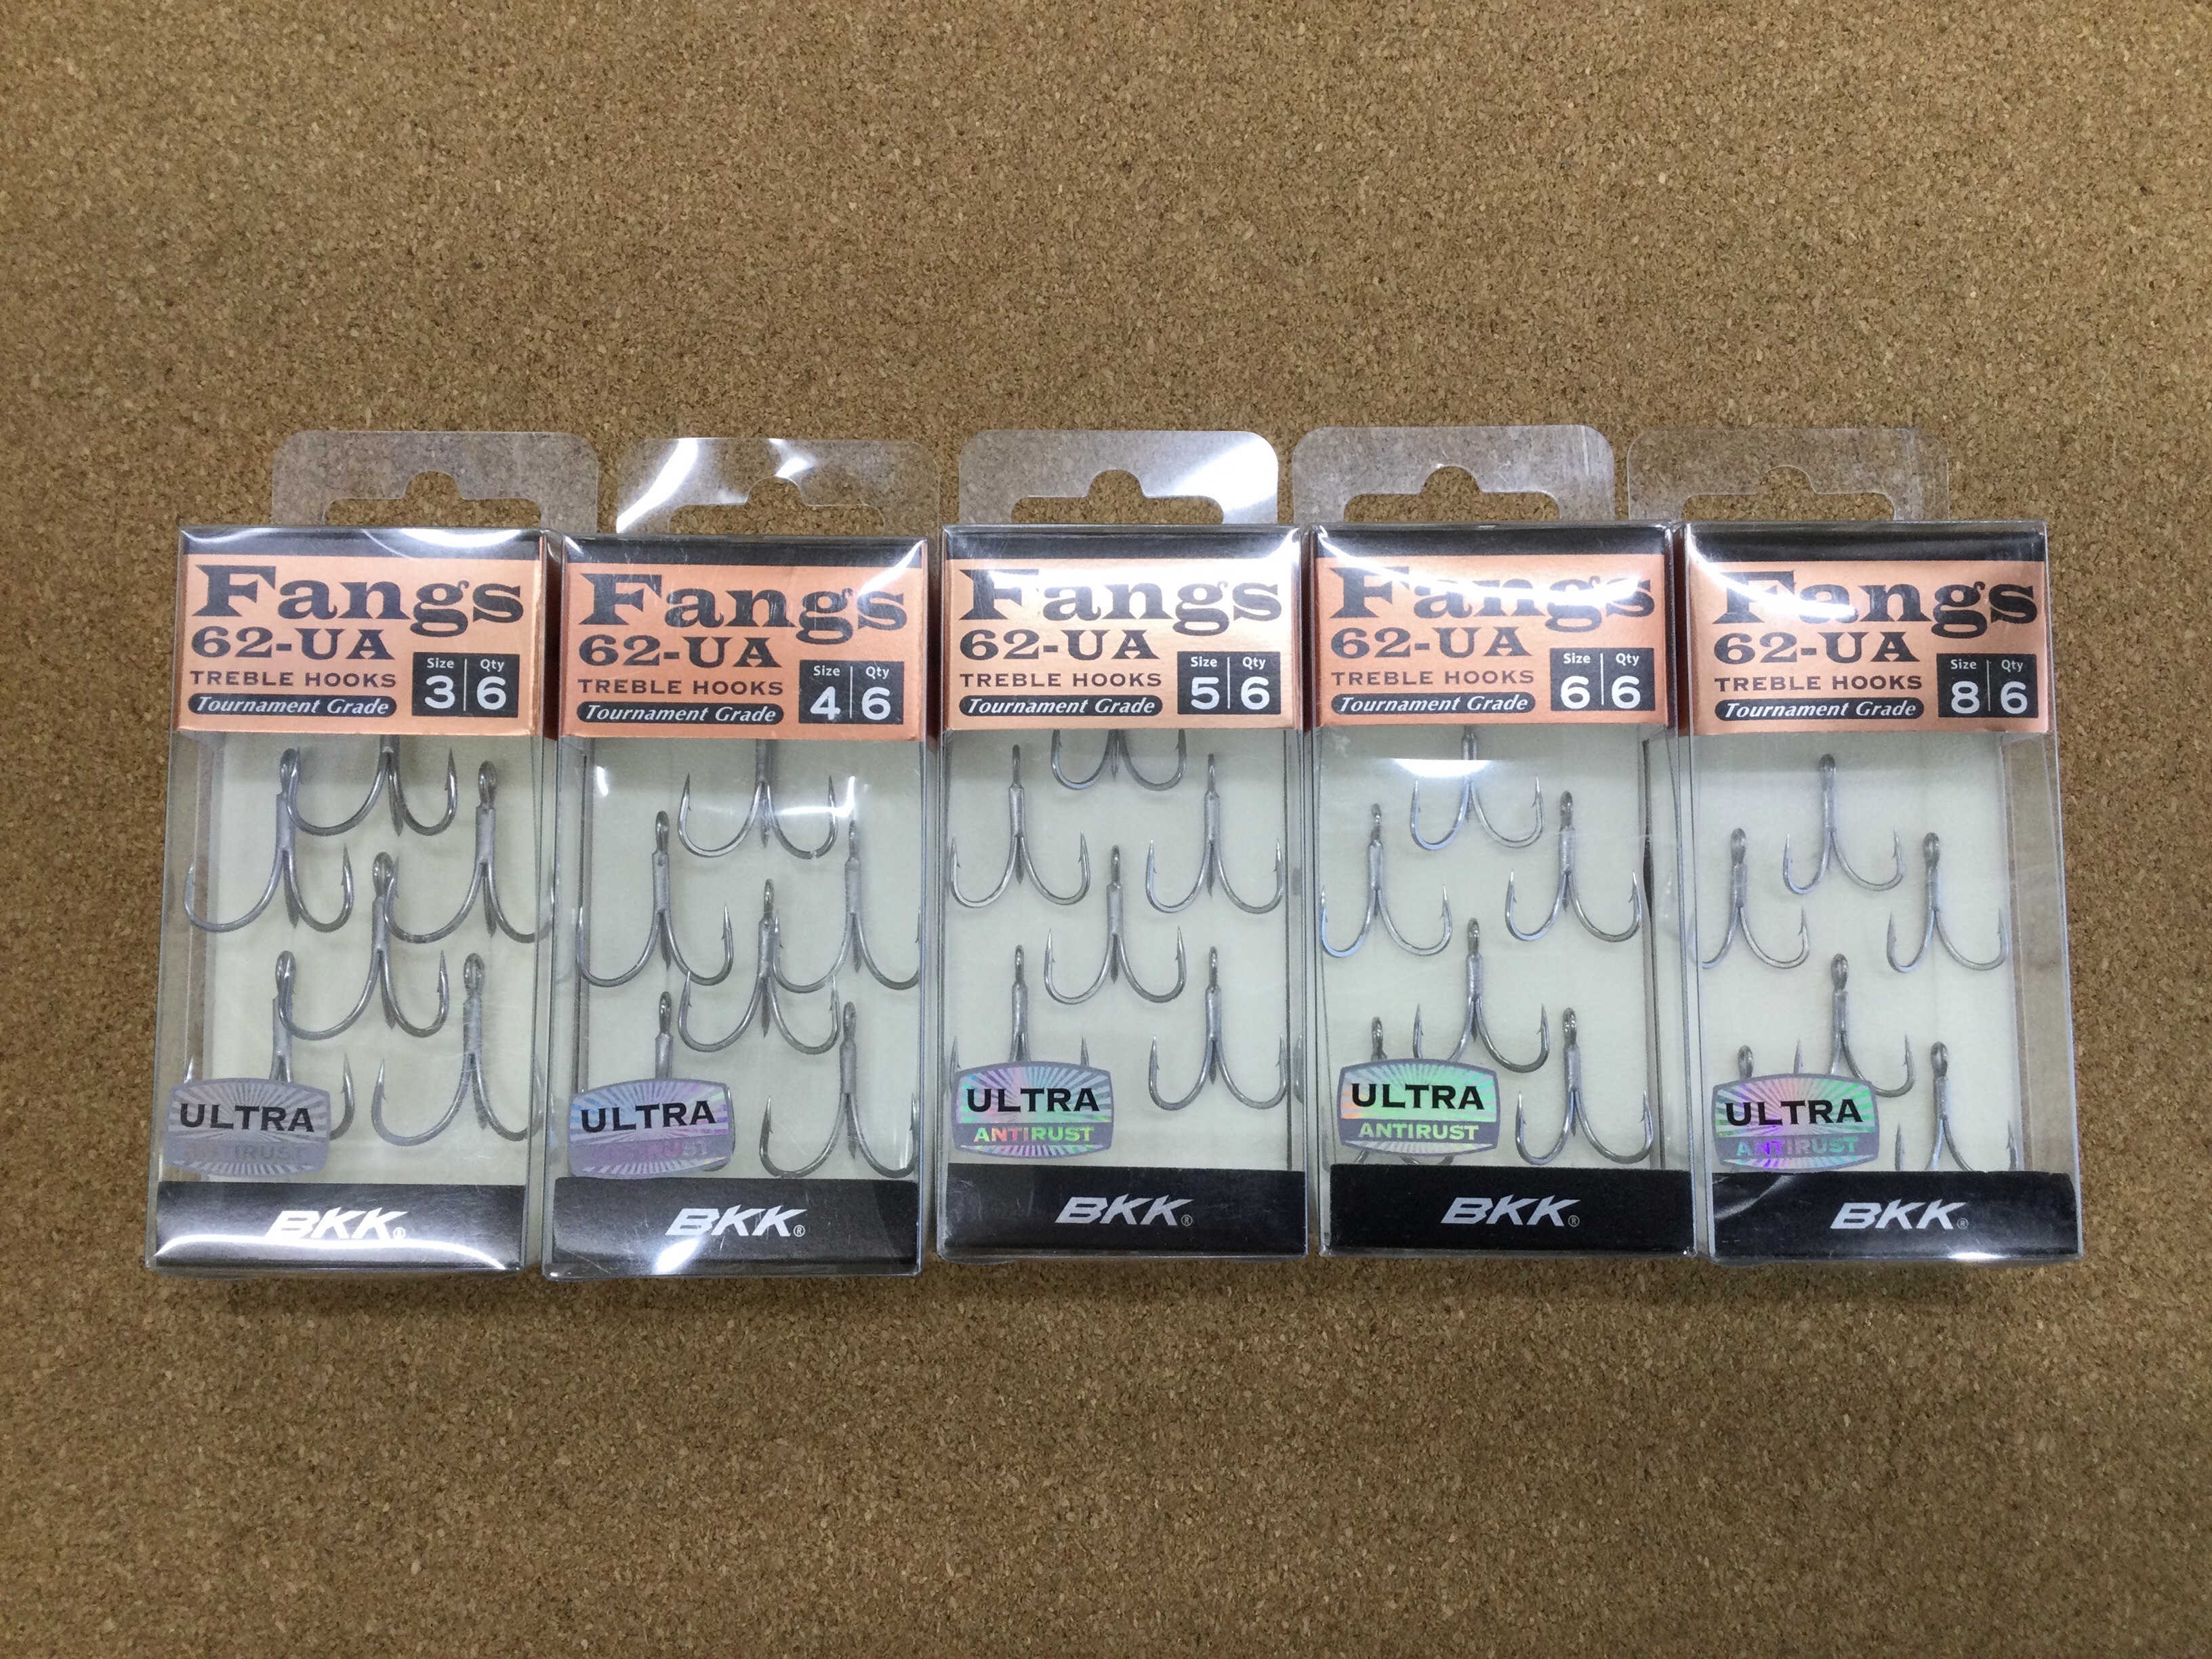 Fangs
62-UA
TREBLE HOOKS
Tournament Grade
Size Qty
3 6
ULTRA
ANTIRUST
BKK®
Fangs
62-UA
TREBLE HOOKS
Tournament Grade
Size Qty
4 6
ULTRA
ANTIRUST
BKK®
Fangs
62-UA
TREBLE HOOKS
Tournament Grade
Size Qty
5 6
ULTRA
ANTIRUST
BKK®
Fangs
62-UA
TREBLE HOOKS
Tournament Grade
Size Qty
6 6
ULTRA
ANTIRUST
BKK®
Fangs
62-UA
TREBLE HOOKS
Tournament Grade
Size Qty
8 6
ULTRA
ANTIRUST
BKK®